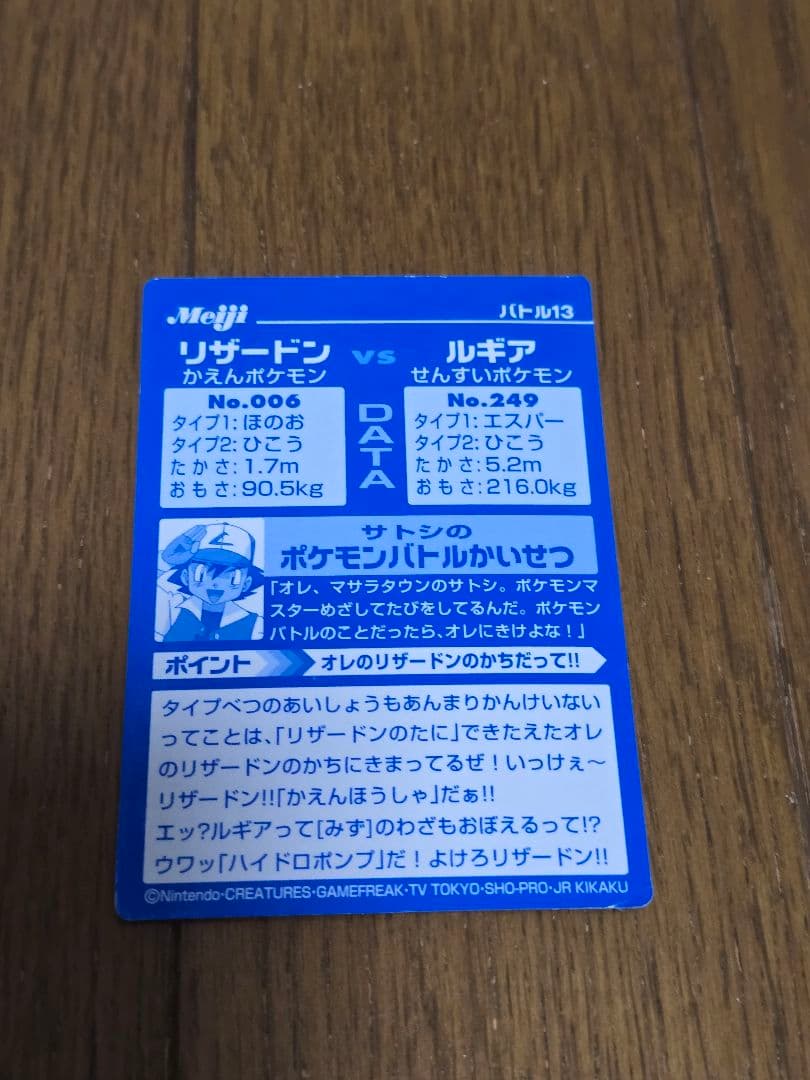 Meiji バトル13
リザードン vs ルギア
かえんポケモン せんすいポケモン
DATA
No.006
タイプ1:ほのお
タイプ2:ひこう
たかさ:1.7m
おもさ:90.5kg
No.249
タイプ1:エスパー
タイプ2:ひこう
たかさ:5.2m
おもさ:216.0kg
サトシの
ポケモンバトルかいせつ
「オレ、マサラタウンのサトシ。ポケモンマ
スターめざしてたびをしてるんだ。ポケモン
バトルのことだったら、オレにきけよな!」
ポイント オレのリザードンのかちだって!!
タイプべつのあいしょうもあんまりかんけいない
ってことは、「リザードンのたに」できたえたオレ
のリザードンのかちにきまってるぜ!いっけぇ〜
リザードン!!「かえんほうしゃ」だぁ!!
エッ?ルギアって[みず]のわざもおぼえるって!?
ウワッ「ハイドロポンプ」だ!よけろリザードン!!
©Nintendo・CREATURES・GAMEFREAK・TV TOKYO・SHO-PRO・JR KIKAKU